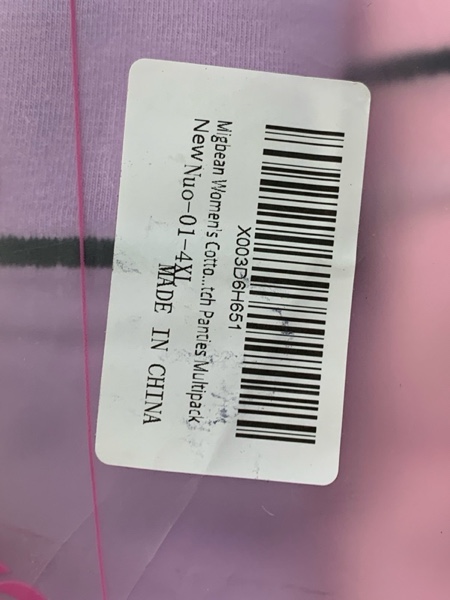 X003D6H651
Migbean Women's Cotto...tch Panties Multipack
New Nuo-01-4XL
MADE IN CHINA